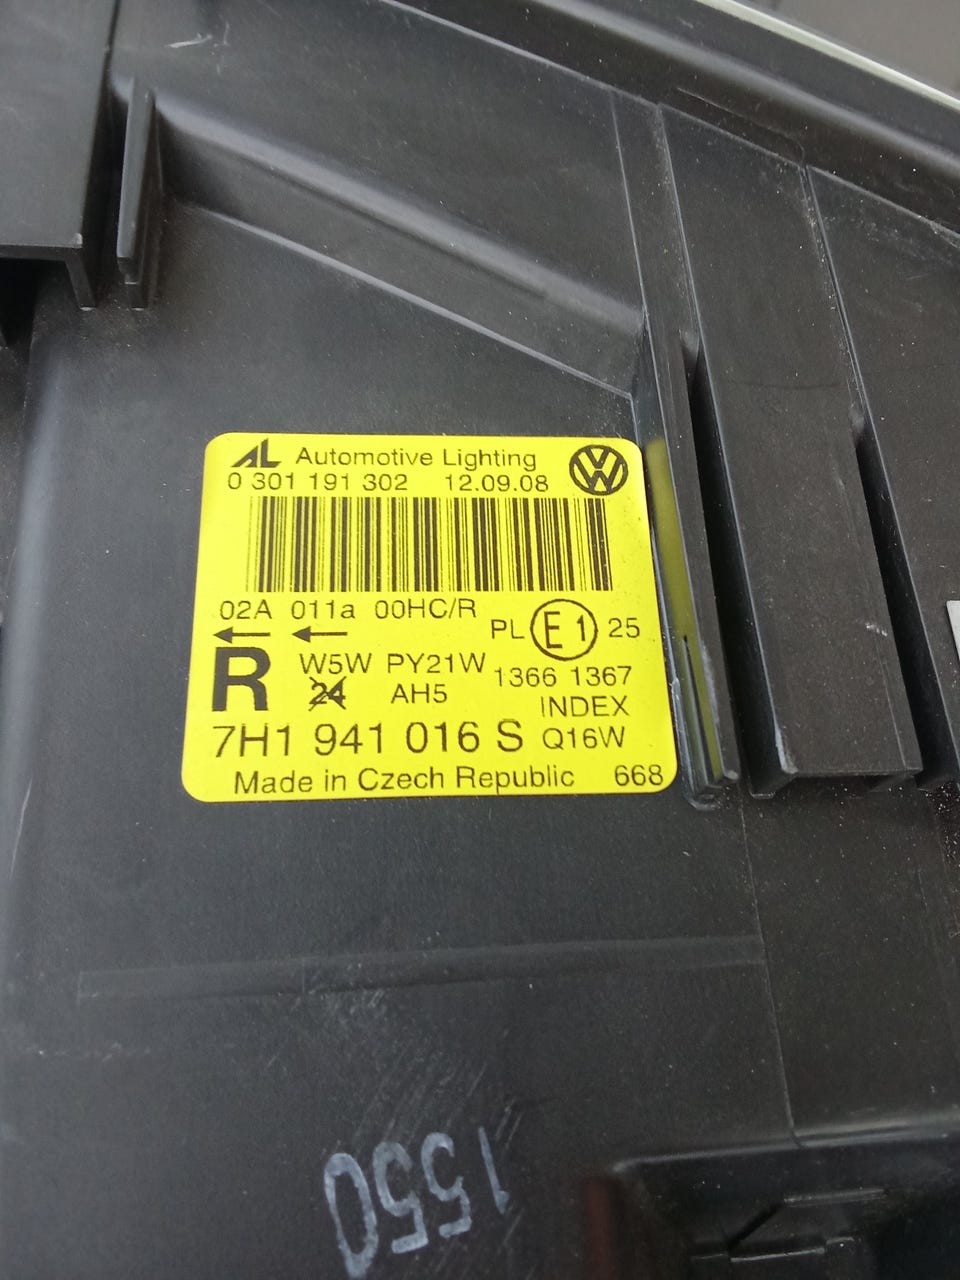 AL Automotive Lighting
0 301 191 302 12.09.08
02A 011a 00HC/R
PL E1 25
R
W5W PY21W
1366 1367
24 AH5
INDEX
7H1 941 016 S Q16W
Made in Czech Republic 668
1550